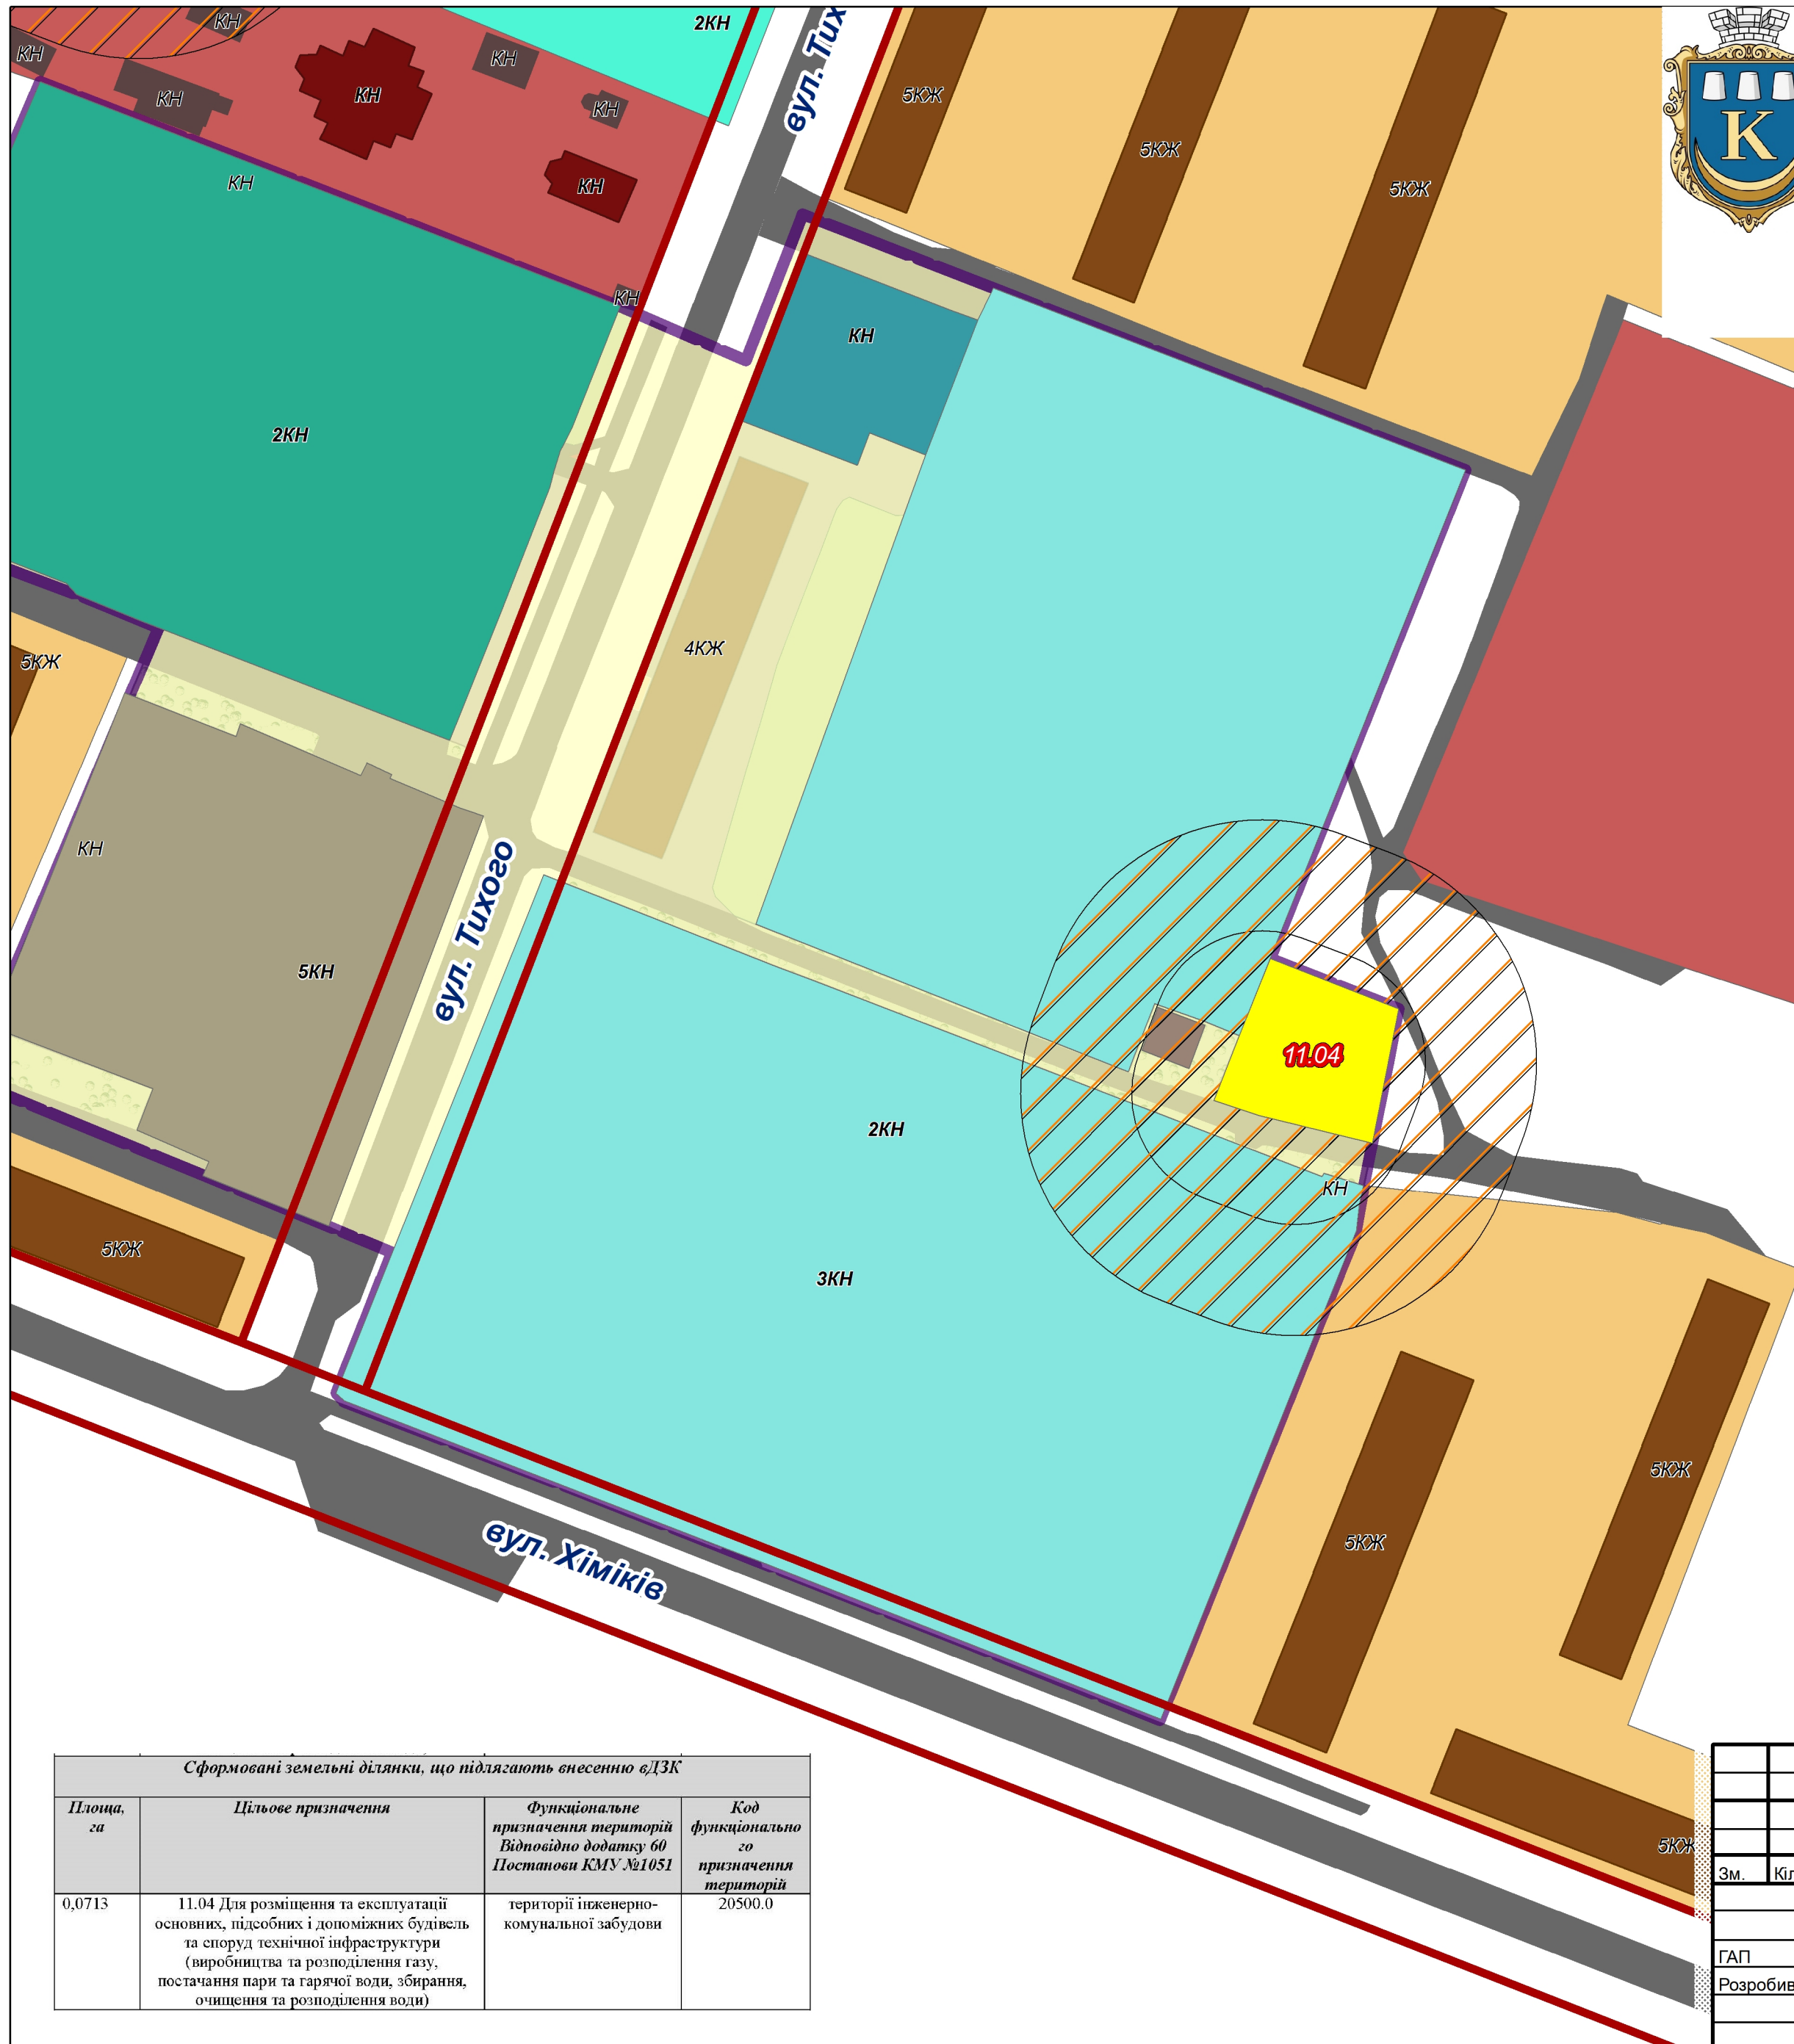 2КН
КН
вул. Тих
КН
КН
5КЖ
КН
КН
КН
К
5КЖ
КН
КН
5КЖ
КН
КН
2КН
4КЖ
5КЖ
КН
вул. Тихого
5КН
11.04
2КН
КН
5КЖ
3КН
5КЖ
вул. Хіміків
5КЖ
5КЖ
Сформовані земельні ділянки, що підлягають внесенню вДЗК
Площа,
га
Цільове призначення
Функціональне
призначення територій
Відповідно додатку 60
Постанови КМУ №1051
Код
функціонально
го
призначення
територій
0,0713
11.04 Для розміщення та експлуатації
основних, підсобних і допоміжних будівель
та споруд технічної інфраструктури
(виробництва та розподілення газу,
постачання пари та гарячої води, збирання,
очищення та розподілення води)
території інженерно-
комунальної забудови
20500.0
Зм.
Кіл
ГАП
Розробив